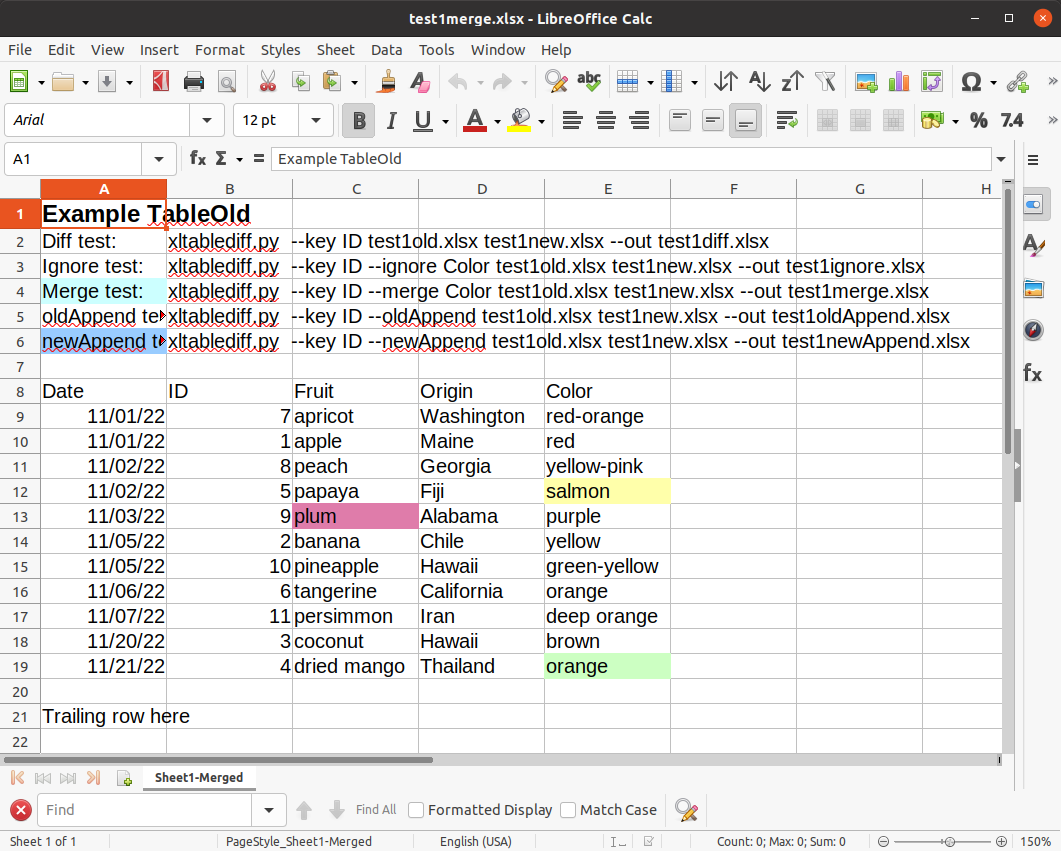 test1merge.xlsx - LibreOffice Calc
File Edit View Insert Format Styles Sheet Data Tools Window Help
abc Ω »
Arial 12 pt B I U A % 7.4 »
A1 fx Σ = Example TableOld
A B C D E F G H
1 Example TableOld
2 Diff test: xltablediff.py --key ID test1old.xlsx test1new.xlsx --out test1diff.xlsx
3 Ignore test: xltablediff.py --key ID --ignore Color test1old.xlsx test1new.xlsx --out test1ignore.xlsx
4 Merge test: xltablediff.py --key ID --merge Color test1old.xlsx test1new.xlsx --out test1merge.xlsx
5 oldAppend te xltablediff.py --key ID --oldAppend test1old.xlsx test1new.xlsx --out test1oldAppend.xlsx
6 newAppend t xltablediff.py --key ID --newAppend test1old.xlsx test1new.xlsx --out test1newAppend.xlsx
7
8 Date ID Fruit Origin Color
9 11/01/22 7 apricot Washington red-orange
10 11/01/22 1 apple Maine red
11 11/02/22 8 peach Georgia yellow-pink
12 11/02/22 5 papaya Fiji salmon
13 11/03/22 9 plum Alabama purple
14 11/05/22 2 banana Chile yellow
15 11/05/22 10 pineapple Hawaii green-yellow
16 11/06/22 6 tangerine California orange
17 11/07/22 11 persimmon Iran deep orange
18 11/20/22 3 coconut Hawaii brown
19 11/21/22 4 dried mango Thailand orange
20
21 Trailing row here
22
Sheet1-Merged
Find Find All Formatted Display Match Case
Sheet 1 of 1 PageStyle_Sheet1-Merged English (USA) Count: 0; Max: 0; Sum: 0 150%